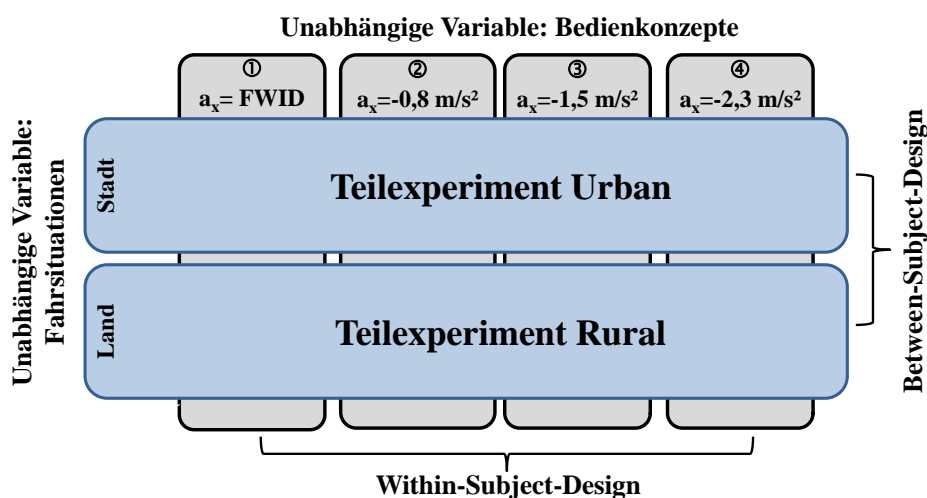 Unabhängige Variable: Bedienkonzepte
① ② ③ ④
aₓ= FWID aₓ=-0,8 m/s² aₓ=-1,5 m/s² aₓ=-2,3 m/s²
Unabhängige Variable:
Fahrsituationen
Stadt
Teilexperiment Urban
Land
Teilexperiment Rural
Between-Subject-Design
Within-Subject-Design